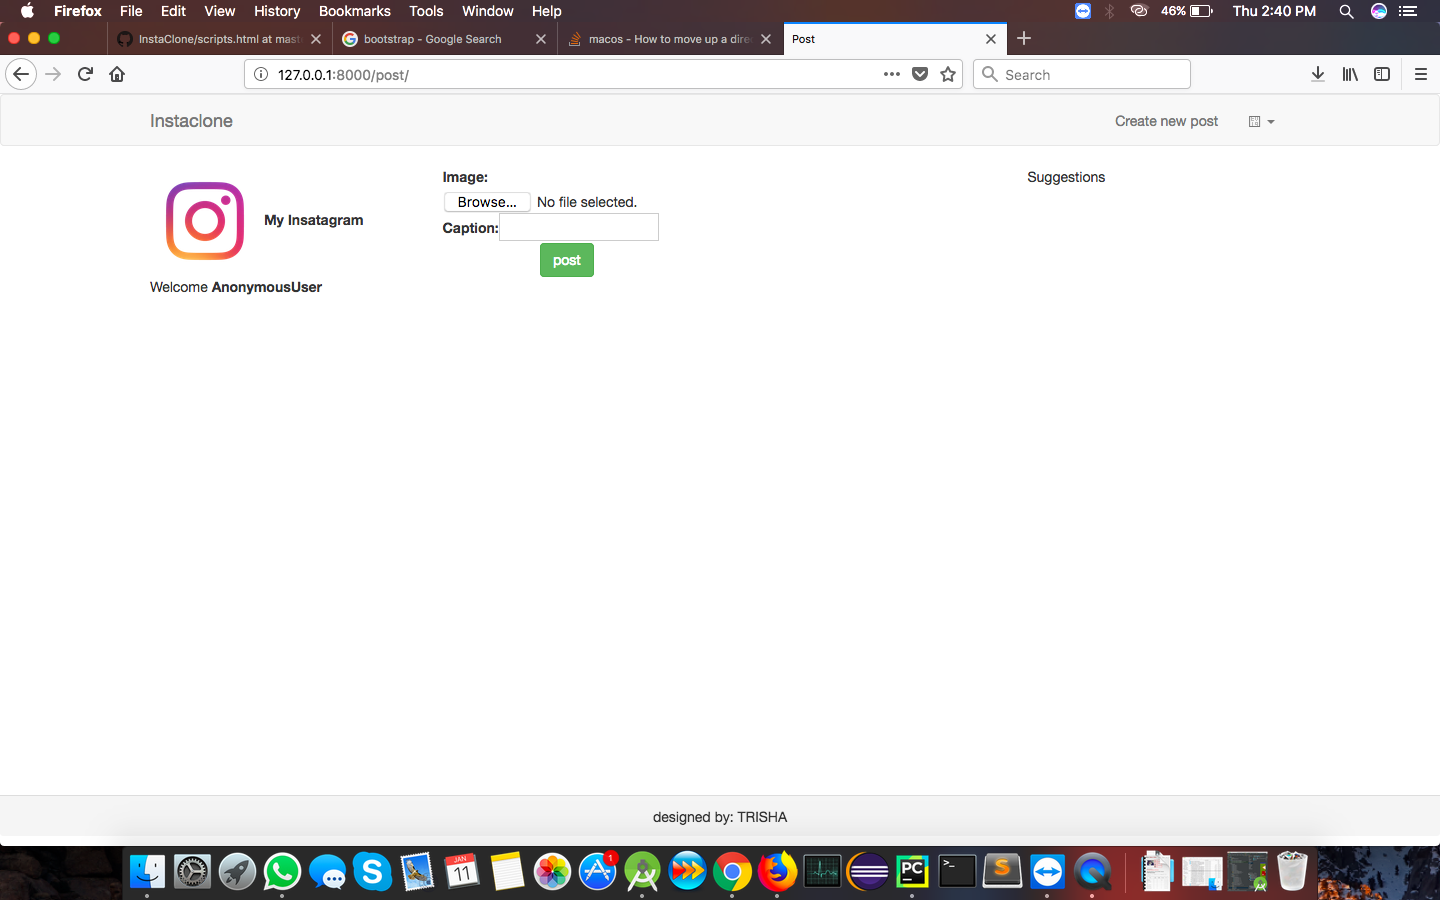 Firefox File Edit View History Bookmarks Tools Window Help 46% Thu 2:40 PM
InstaClone/scripts.html at mast bootstrap - Google Search macos - How to move up a dire Post
127.0.0.1:8000/post/ Search
Instaclone Create new post
Image: Suggestions
Browse... No file selected.
My Insatagram Caption:
post
Welcome AnonymousUser
designed by: TRISHA
JAN
11
1
PC
>_
S